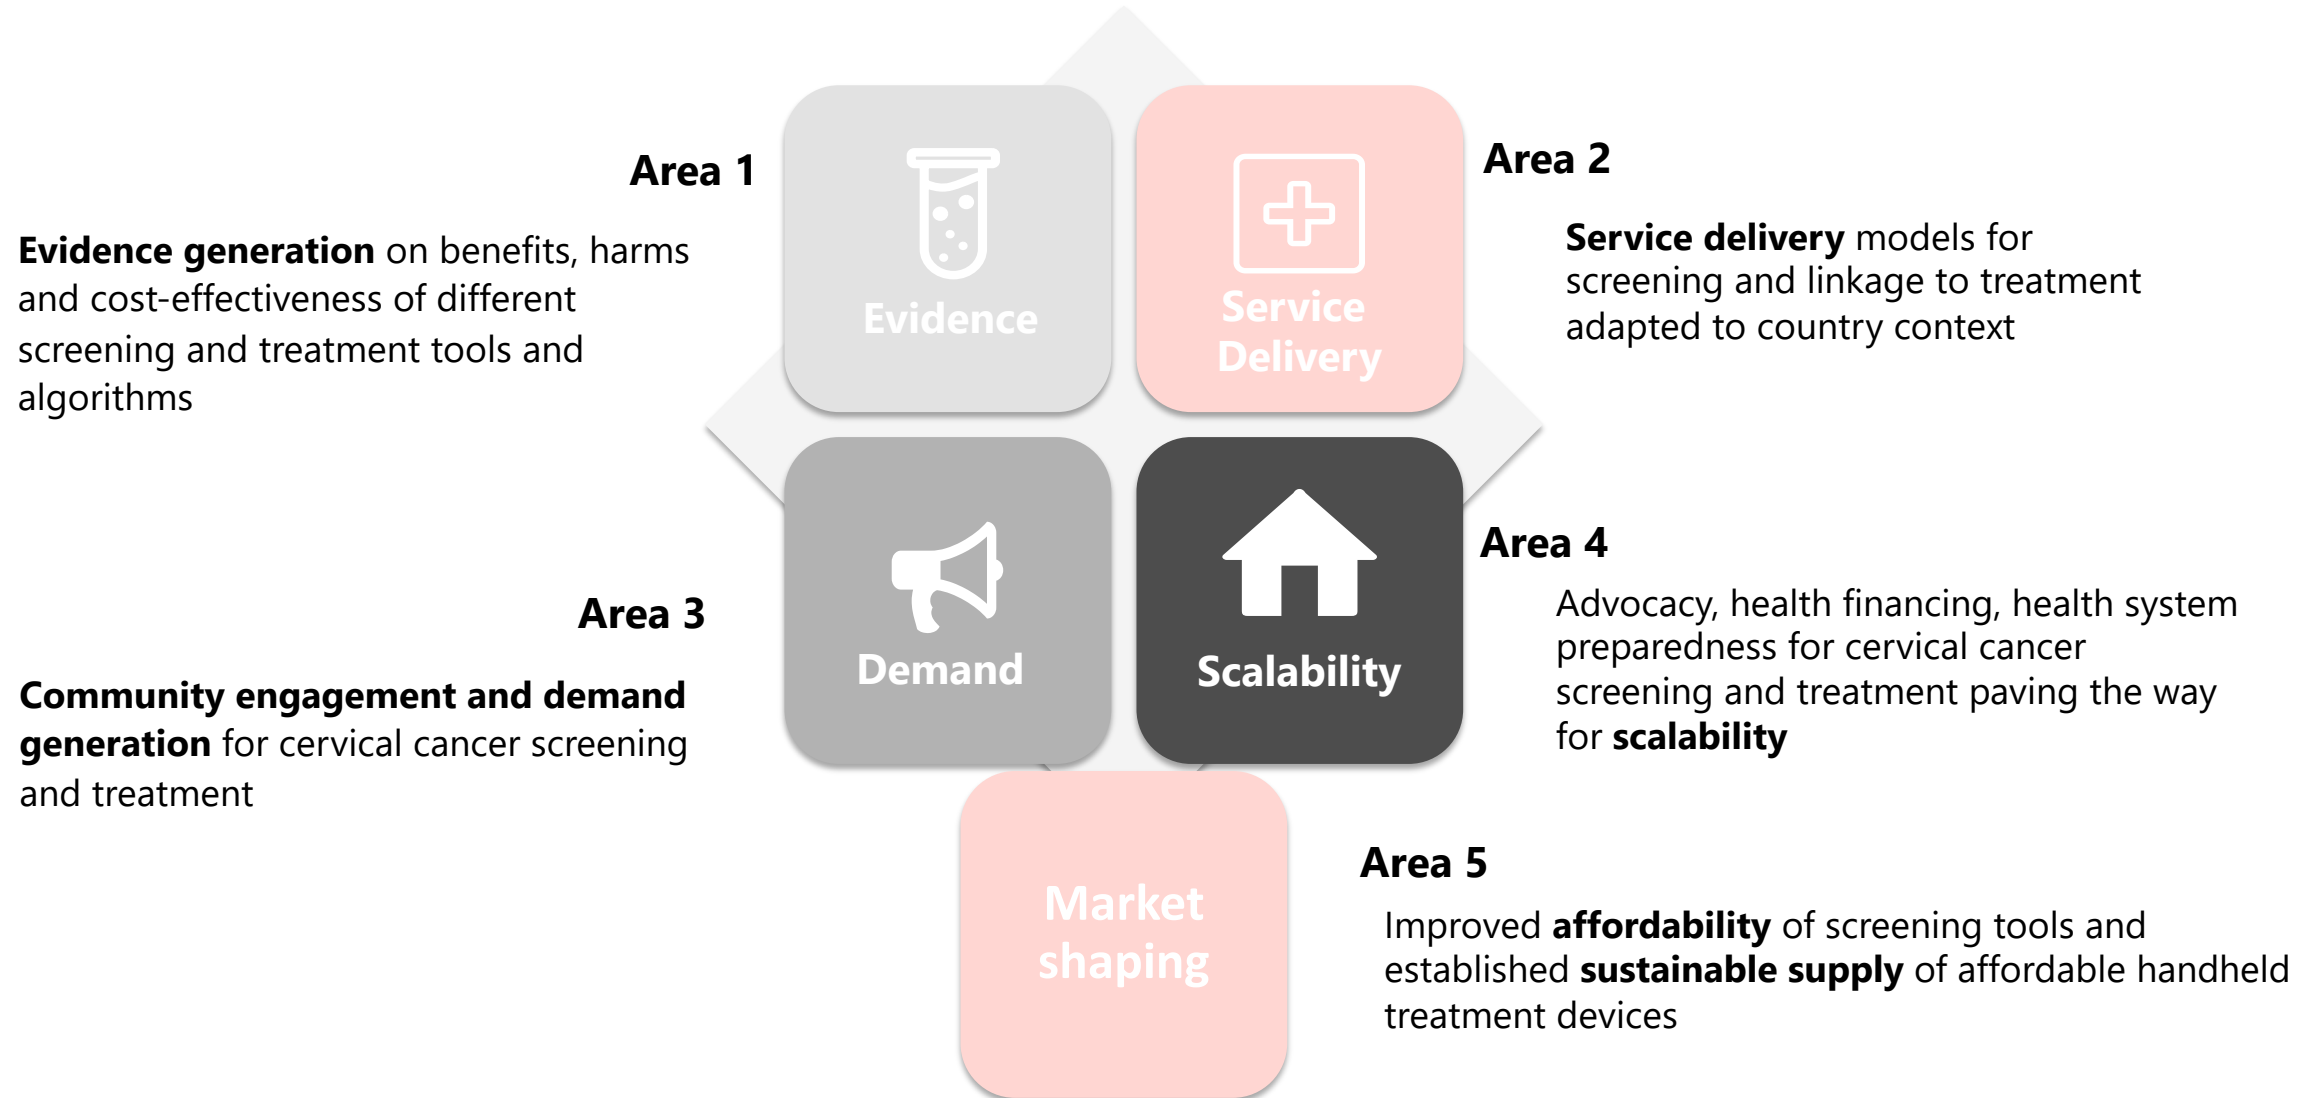 Area 1
Evidence generation on benefits, harms
and cost-effectiveness of different
screening and treatment tools and
algorithms
Evidence
Service
Delivery
Area 2
Service delivery models for
screening and linkage to treatment
adapted to country context
Area 3
Community engagement and demand
generation for cervical cancer screening
and treatment
Demand
Scalability
Area 4
Advocacy, health financing, health system
preparedness for cervical cancer
screening and treatment paving the way
for scalability
Market
shaping
Area 5
Improved affordability of screening tools and
established sustainable supply of affordable handheld
treatment devices